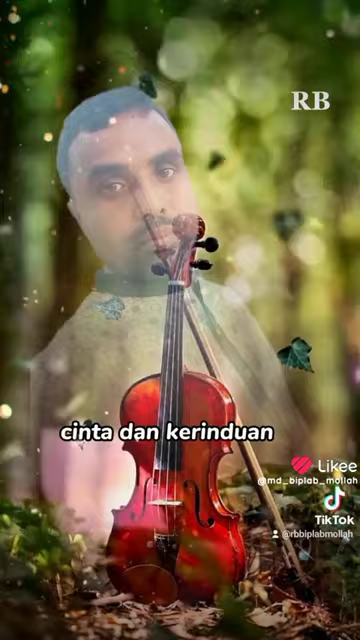 RB
cinta dan kerinduan
Likee
@md_biplab_mollah
TikTok
@rbbiplabmollah